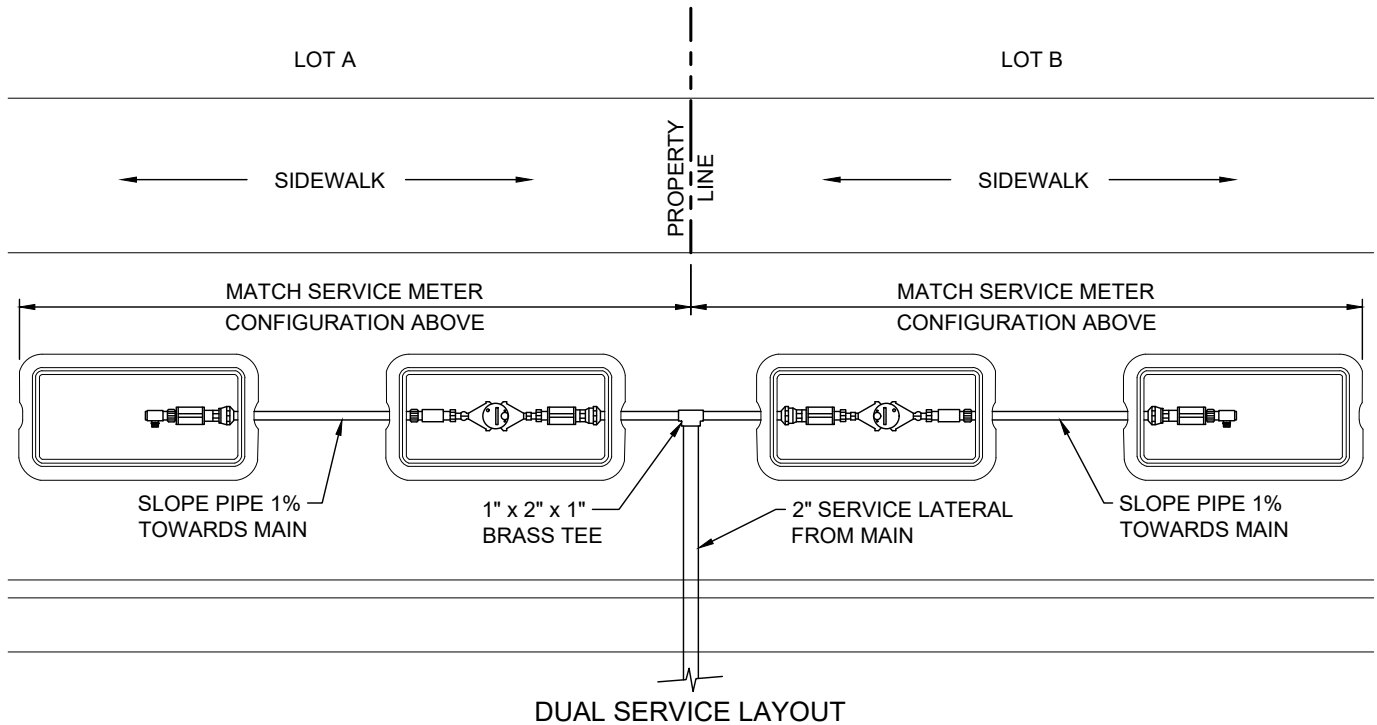 LOT A
LOT B
PROPERTY
LINE
SIDEWALK
SIDEWALK
MATCH SERVICE METER
CONFIGURATION ABOVE
MATCH SERVICE METER
CONFIGURATION ABOVE
SLOPE PIPE 1%
TOWARDS MAIN
1" x 2" x 1"
BRASS TEE
2" SERVICE LATERAL
FROM MAIN
SLOPE PIPE 1%
TOWARDS MAIN
DUAL SERVICE LAYOUT